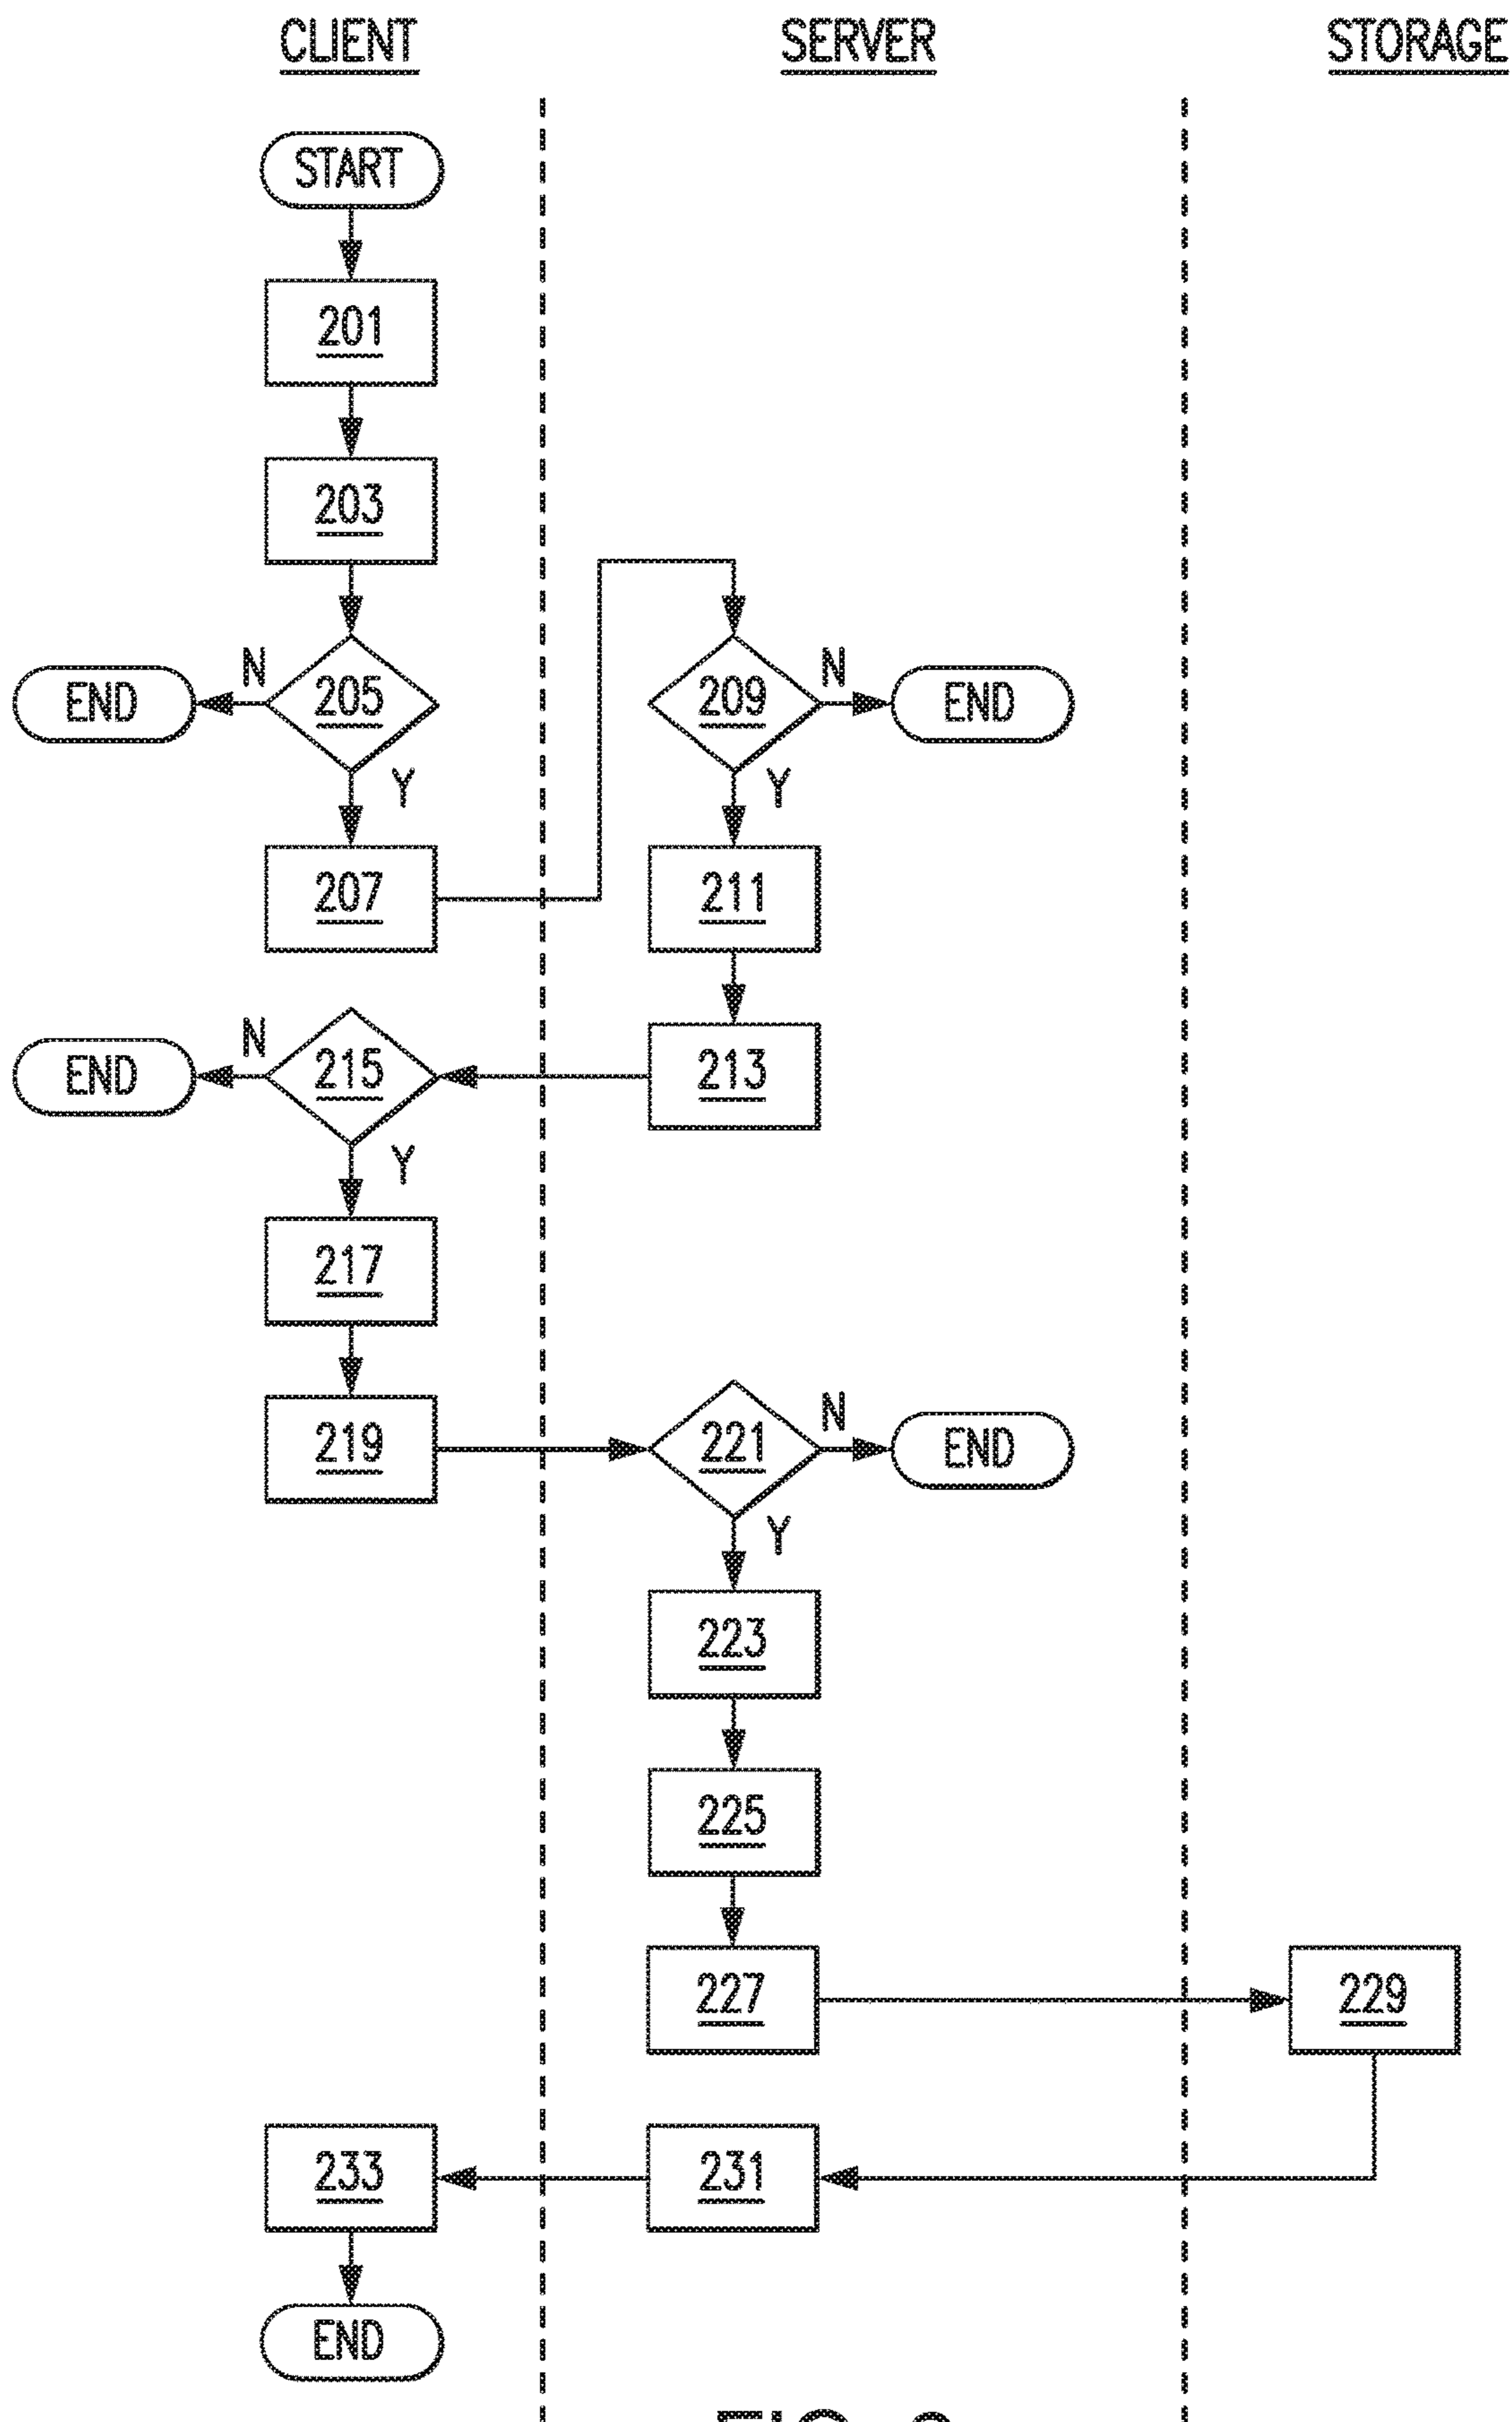 CLIENT SERVER STORAGE
START
201
203
END N 205 209 N END
Y Y
207 211
END N 215 213
Y
217
219 221 N END
Y
223
225
227 229
233 231
END